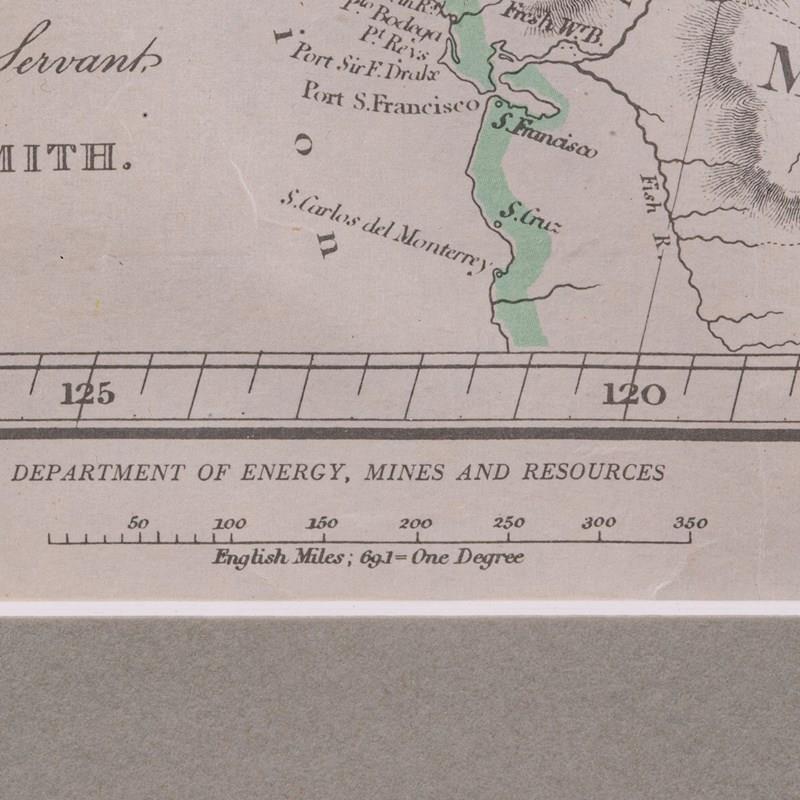 Servant,
MITH.
Pto Bodega
Pt. Reys
Port Sir F. Drake
Port S. Francisco
Fresh W.r B.
S. Francisco
i
o
n
S. Carlos del Monterrey
S. Cruz
Fish R.
M
125
120
DEPARTMENT OF ENERGY, MINES AND RESOURCES
50 100 150 200 250 300 350
English Miles; 69.1 = One Degree